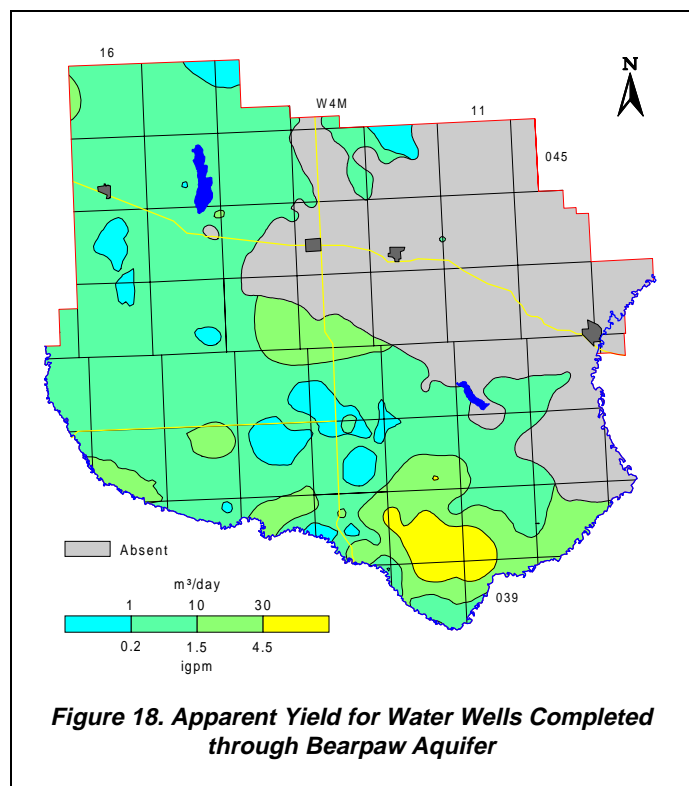 16
N
W4M
11
045
Absent
m³/day
1 10 30
0.2 1.5 4.5
igpm
039
Figure 18. Apparent Yield for Water Wells Completed
through Bearpaw Aquifer